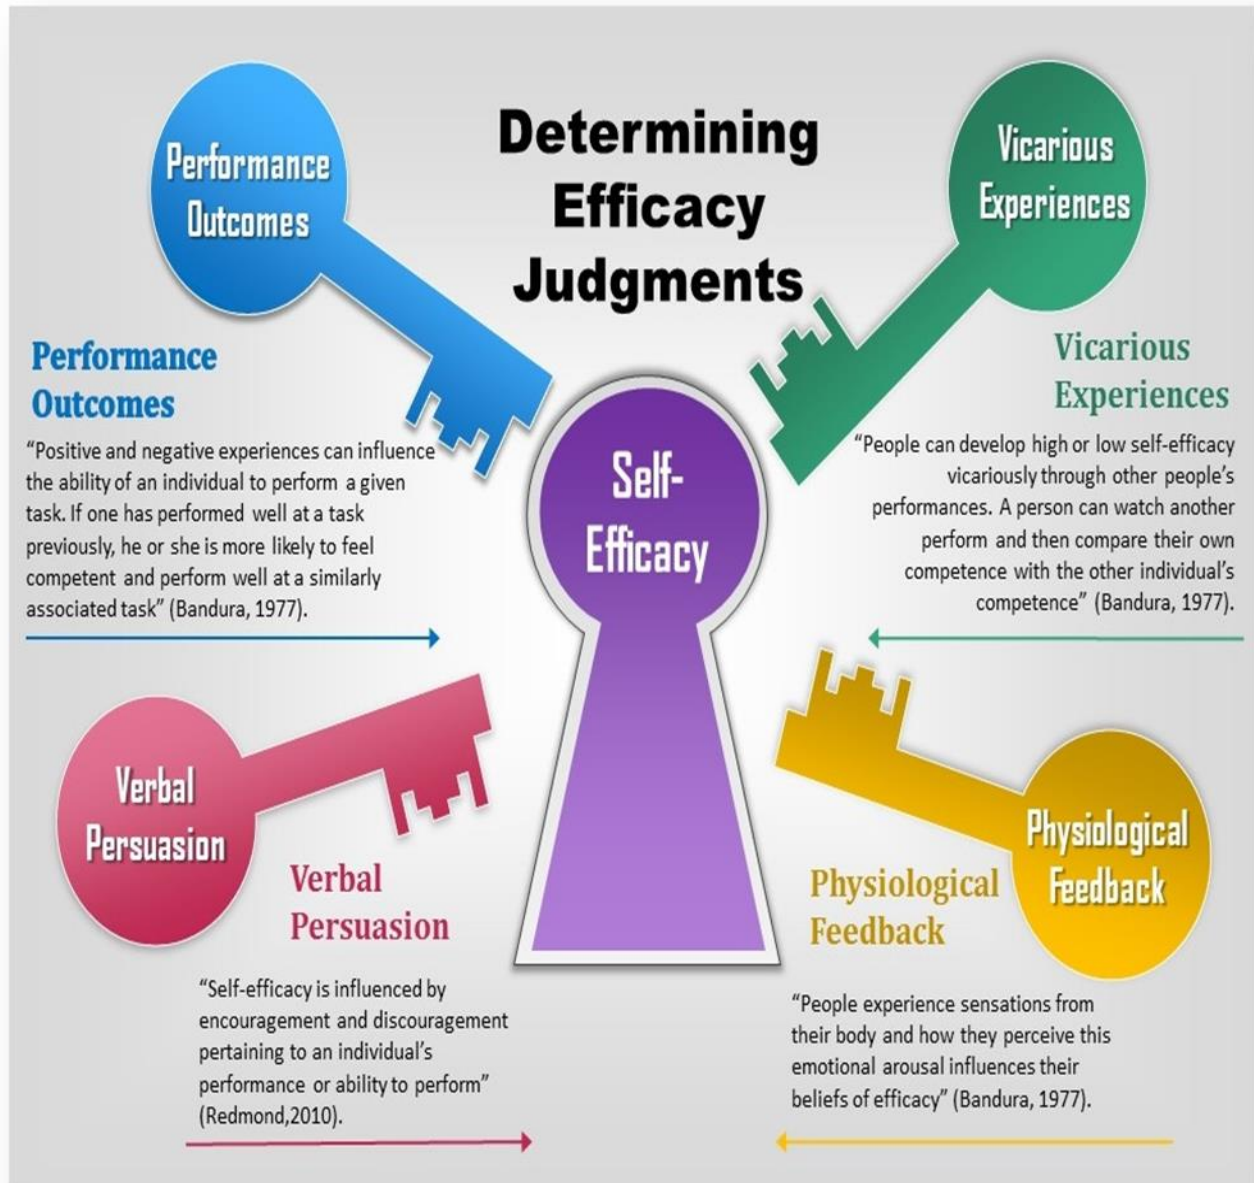 Determining
Efficacy
Judgments
Performance
Outcomes
Vicarious
Experiences
Performance
Outcomes
“Positive and negative experiences can influence
the ability of an individual to perform a given
task. If one has performed well at a task
previously, he or she is more likely to feel
competent and perform well at a similarly
associated task” (Bandura, 1977).
Self-
Efficacy
Vicarious
Experiences
“People can develop high or low self-efficacy
vicariously through other people’s
performances. A person can watch another
perform and then compare their own
competence with the other individual’s
competence” (Bandura, 1977).
Verbal
Persuasion
Verbal
Persuasion
“Self-efficacy is influenced by
encouragement and discouragement
pertaining to an individual’s
performance or ability to perform”
(Redmond,2010).
Physiological
Feedback
Physiological
Feedback
“People experience sensations from
their body and how they perceive this
emotional arousal influences their
beliefs of efficacy” (Bandura, 1977).